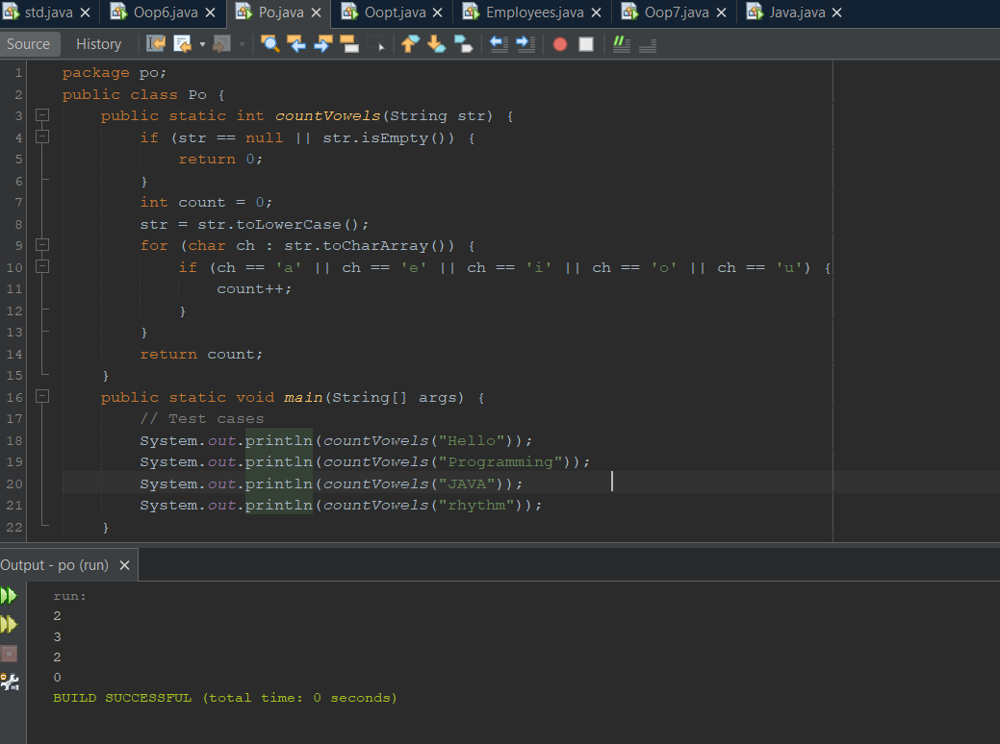 std.java Oop6.java Po.java Oopt.java Employees.java Oop7.java Java.java
Source History
1 package po;
2 public class Po {
3     public static int countVowels(String str) {
4         if (str == null || str.isEmpty()) {
5             return 0;
6         }
7         int count = 0;
8         str = str.toLowerCase();
9         for (char ch : str.toCharArray()) {
10             if (ch == 'a' || ch == 'e' || ch == 'i' || ch == 'o' || ch == 'u') {
11                 count++;
12             }
13         }
14         return count;
15     }
16     public static void main(String[] args) {
17         // Test cases
18         System.out.println(countVowels("Hello"));
19         System.out.println(countVowels("Programming"));
20         System.out.println(countVowels("JAVA"));
21         System.out.println(countVowels("rhythm"));
22     }
Output - po (run)
run:
2
3
2
0
BUILD SUCCESSFUL (total time: 0 seconds)